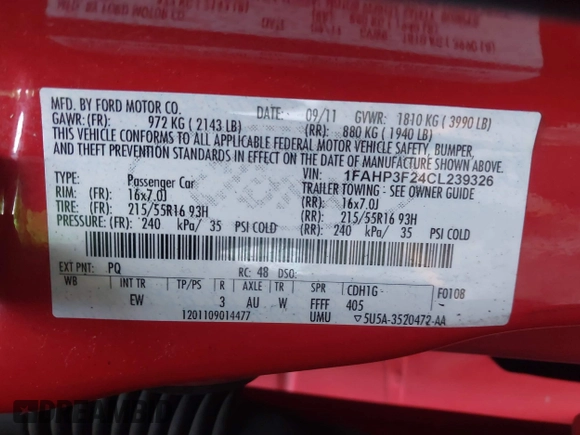 MFD. BY FORD MOTOR CO.
DATE: 09/11 GVWR: 1810 KG ( 3990 LB)
GAWR: (FR): 972 KG ( 2143 LB) (RR): 880 KG ( 1940 LB)
THIS VEHICLE CONFORMS TO ALL APPLICABLE FEDERAL MOTOR VEHICLE SAFETY, BUMPER,
AND THEFT PREVENTION STANDARDS IN EFFECT ON THE DATE OF MANUFACTURE SHOWN ABOVE.
VIN: 1FAHP3F24CL239326
TYPE: Passenger Car TRAILER TOWING - SEE OWNER GUIDE
RIM: (FR): 16x7.0J (RR): 16x7.0J
TIRE: (FR): 215/55R16 93H (RR): 215/55R16 93H
PRESSURE: (FR): 240 kPa/ 35 PSI COLD (RR): 240 kPa/ 35 PSI COLD
EXT PNT: PQ RC: 48 DSO:
WB INT TR TP/PS R AXLE TR SPR CDH1G - F0108
EW 3 AU W FFFF 405
1201109014477 UMU 5U5A-3520472-AA